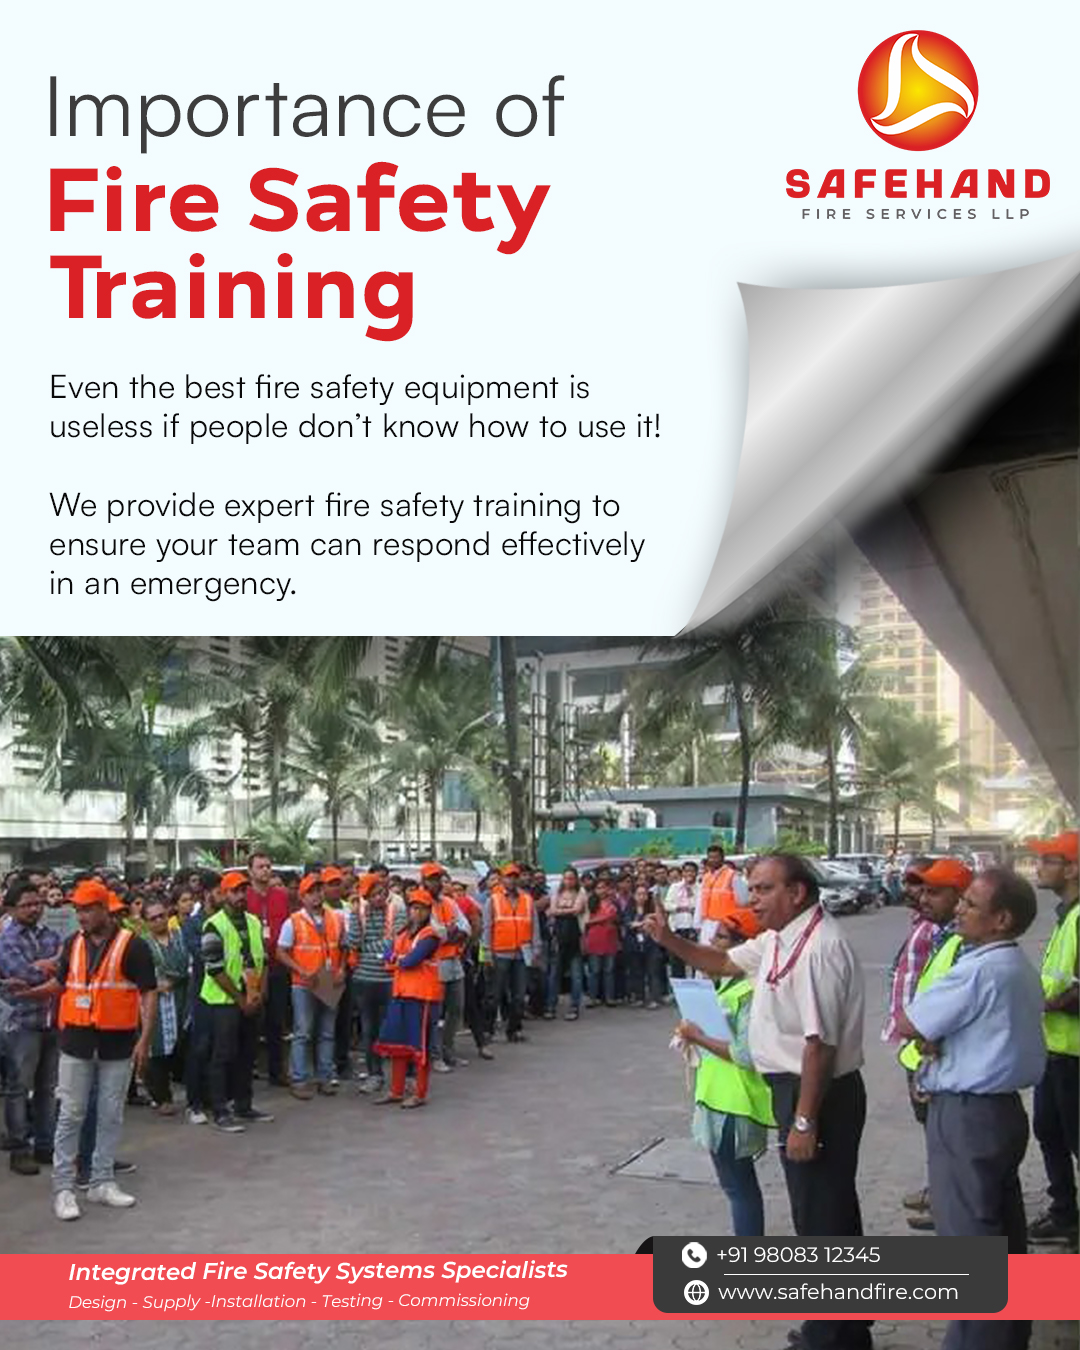 Importance of
Fire Safety
Training
SAFEHAND
FIRE SERVICES LLP
Even the best fire safety equipment is
useless if people don’t know how to use it!
We provide expert fire safety training to
ensure your team can respond effectively
in an emergency.
Integrated Fire Safety Systems Specialists
Design - Supply -Installation - Testing - Commissioning
+91 98083 12345
www.safehandfire.com